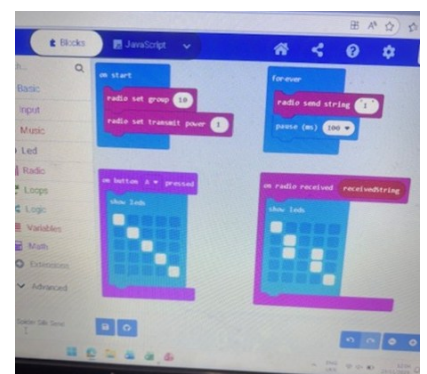 Blocks
JavaScript
Basic
Input
Music
Led
Radio
Loops
Logic
Variables
Math
Extensions
Advanced
on start
radio set group 10
radio set transmit power 1
forever
radio send string "1"
pause (ms) 100
on button A pressed
show leds
on radio received receivedString
show leds